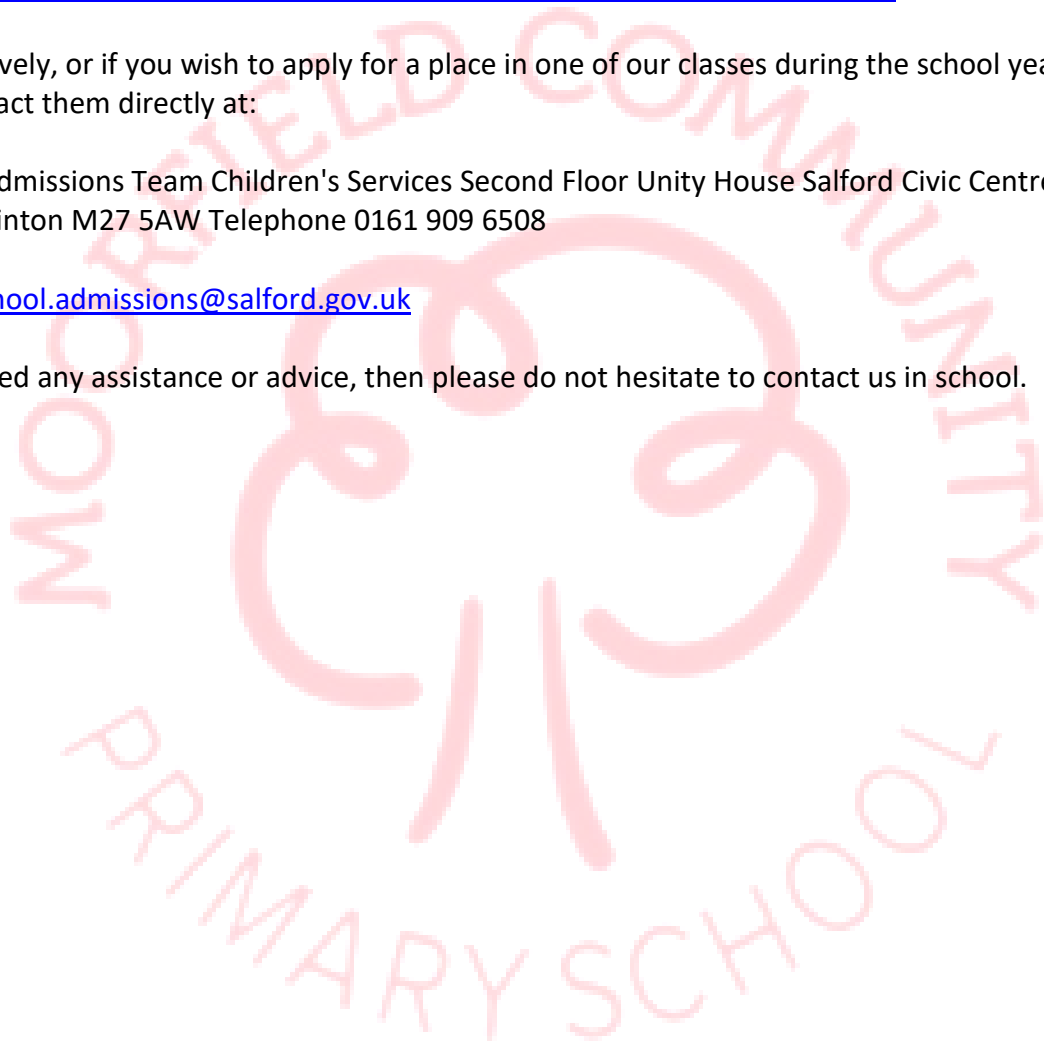 vely, or if you wish to apply for a place in one of our classes during the school yea
act them directly at:
dmissions Team Children's Services Second Floor Unity House Salford Civic Centre
inton M27 5AW Telephone 0161 909 6508
hool.admissions@salford.gov.uk
ed any assistance or advice, then please do not hesitate to contact us in school.
MOORFIELD COMMUNITY
PRIMARY SCHOOL